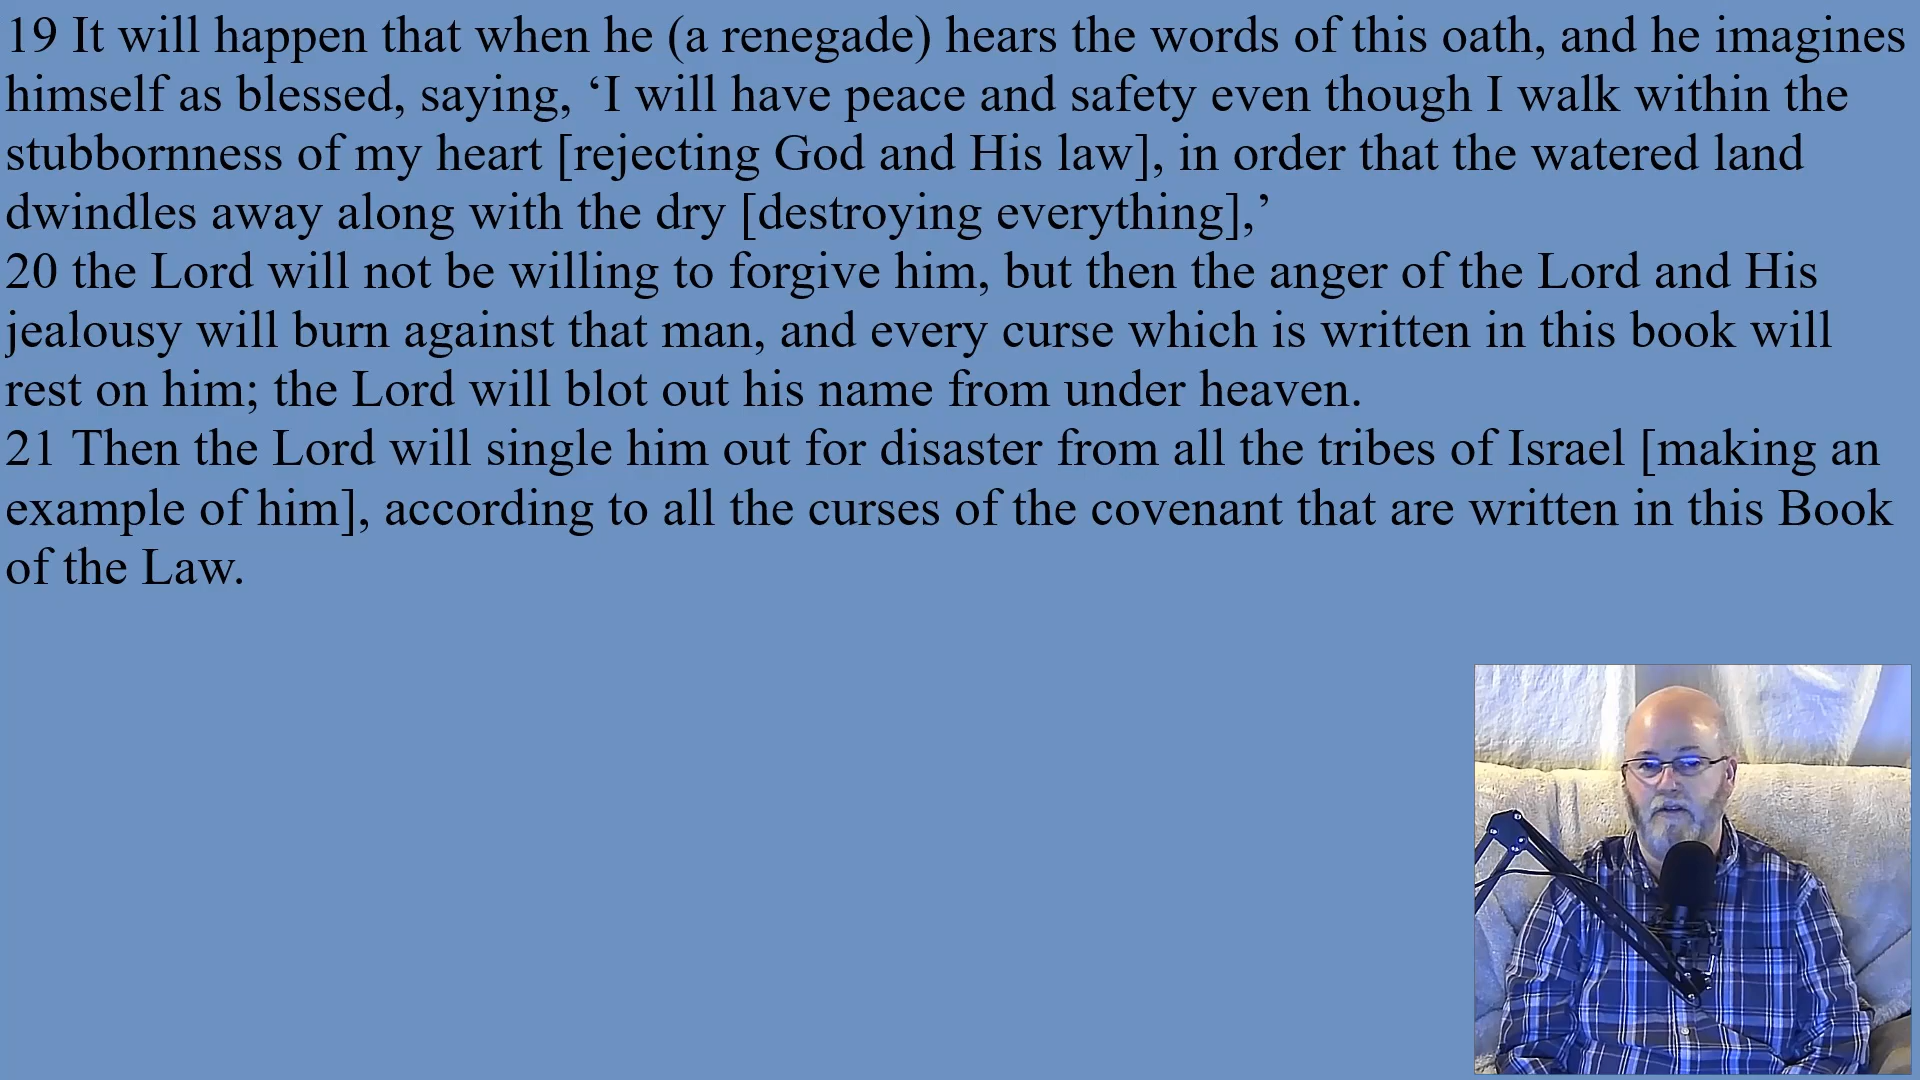 19 It will happen that when he (a renegade) hears the words of this oath, and he imagines
himself as blessed, saying, ‘I will have peace and safety even though I walk within the
stubbornness of my heart [rejecting God and His law], in order that the watered land
dwindles away along with the dry [destroying everything],’
20 the Lord will not be willing to forgive him, but then the anger of the Lord and His
jealousy will burn against that man, and every curse which is written in this book will
rest on him; the Lord will blot out his name from under heaven.
21 Then the Lord will single him out for disaster from all the tribes of Israel [making an
example of him], according to all the curses of the covenant that are written in this Book
of the Law.